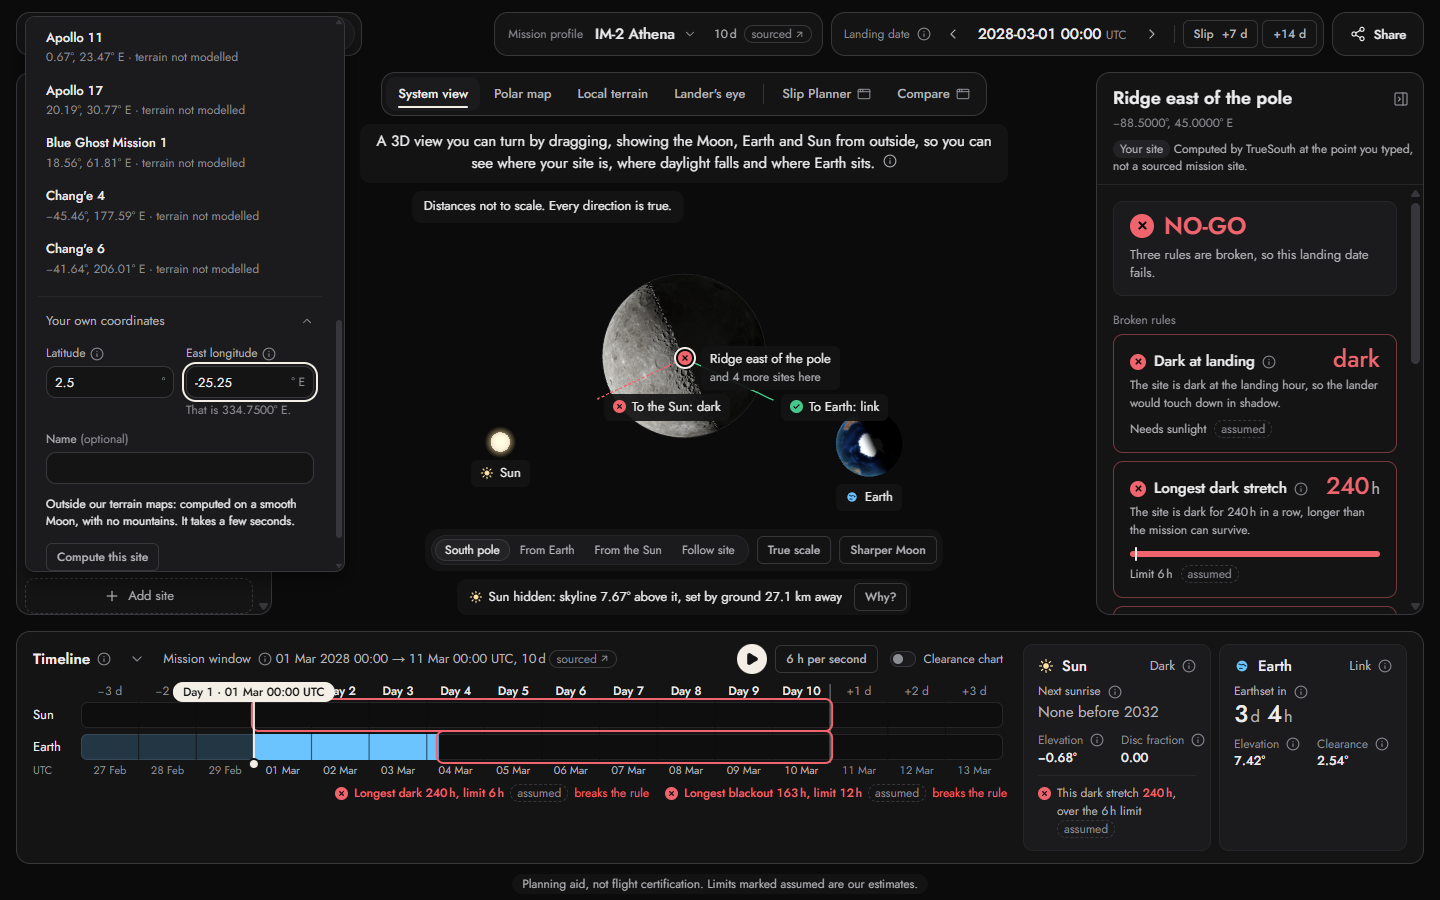 Apollo 11
0.67°, 23.47° E · terrain not modelled
Apollo 17
20.19°, 30.77° E · terrain not modelled
Blue Ghost Mission 1
18.56°, 61.81° E · terrain not modelled
Chang'e 4
−45.46°, 177.59° E · terrain not modelled
Chang'e 6
−41.64°, 206.01° E · terrain not modelled
Your own coordinates
Latitude
East longitude
2.5 °
-25.25 ° E
That is 334.7500° E.
Name (optional)
Outside our terrain maps: computed on a smooth
Moon, with no mountains. It takes a few seconds.
Compute this site
Add site
Mission profile IM-2 Athena 10 d sourced ↗
Landing date 2028-03-01 00:00 UTC Slip +7 d +14 d
Share
System view Polar map Local terrain Lander's eye Slip Planner Compare
A 3D view you can turn by dragging, showing the Moon, Earth and Sun from outside, so you can
see where your site is, where daylight falls and where Earth sits.
Distances not to scale. Every direction is true.
Ridge east of the pole
and 4 more sites here
To the Sun: dark
To Earth: link
Sun
Earth
South pole From Earth From the Sun Follow site True scale Sharper Moon
Sun hidden: skyline 7.67° above it, set by ground 27.1 km away Why?
Ridge east of the pole
−88.5000°, 45.0000° E
Your site Computed by TrueSouth at the point you typed,
not a sourced mission site.
NO-GO
Three rules are broken, so this landing date
fails.
Broken rules
Dark at landing dark
The site is dark at the landing hour, so the lander
would touch down in shadow.
Needs sunlight assumed
Longest dark stretch 240 h
The site is dark for 240 h in a row, longer than
the mission can survive.
Limit 6 h assumed
Timeline
Mission window 01 Mar 2028 00:00 → 11 Mar 00:00 UTC, 10 d sourced ↗
6 h per second
Clearance chart
−3 d −2 Day 1 · 01 Mar 00:00 UTC ay 2 Day 3 Day 4 Day 5 Day 6 Day 7 Day 8 Day 9 Day 10 +1 d +2 d +3 d
Sun
Earth
UTC 27 Feb 28 Feb 29 Feb 01 Mar 02 Mar 03 Mar 04 Mar 05 Mar 06 Mar 07 Mar 08 Mar 09 Mar 10 Mar 11 Mar 12 Mar 13 Mar
Longest dark 240 h, limit 6 h assumed breaks the rule Longest blackout 163 h, limit 12 h assumed breaks the rule
Sun Dark
Next sunrise
None before 2032
Elevation Disc fraction
−0.68° 0.00
This dark stretch 240 h,
over the 6 h limit
assumed
Earth Link
Earthset in
3 d 4 h
Elevation Clearance
7.42° 2.54°
Planning aid, not flight certification. Limits marked assumed are our estimates.